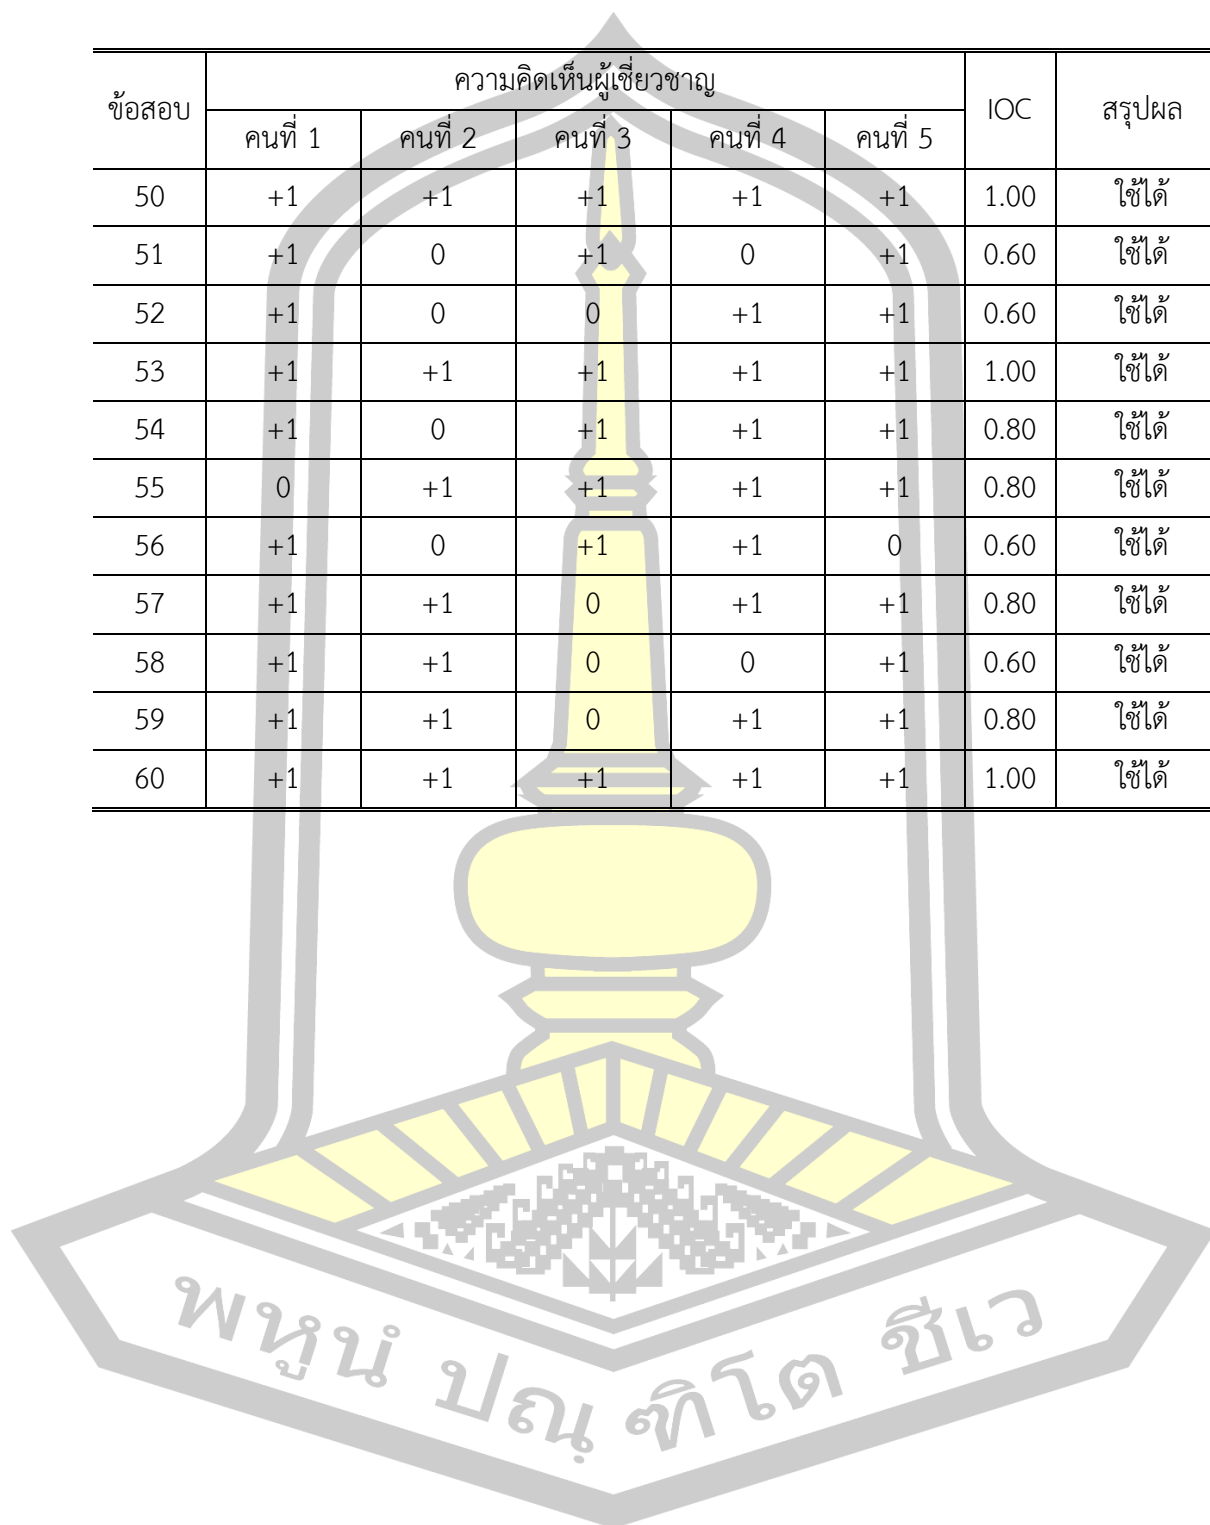 ข้อสอบ ความคิดเห็นผู้เชี่ยวชาญ IOC สรุปผล
คนที่ 1 คนที่ 2 คนที่ 3 คนที่ 4 คนที่ 5
50 +1 +1 +1 +1 +1 1.00 ใช้ได้
51 +1 0 +1 0 +1 0.60 ใช้ได้
52 +1 0 0 +1 +1 0.60 ใช้ได้
53 +1 +1 +1 +1 +1 1.00 ใช้ได้
54 +1 0 +1 +1 +1 0.80 ใช้ได้
55 0 +1 +1 +1 +1 0.80 ใช้ได้
56 +1 0 +1 +1 0 0.60 ใช้ได้
57 +1 +1 0 +1 +1 0.80 ใช้ได้
58 +1 +1 0 0 +1 0.60 ใช้ได้
59 +1 +1 0 +1 +1 0.80 ใช้ได้
60 +1 +1 +1 +1 +1 1.00 ใช้ได้
พหูนํ ปณฺฑิโต ชีเว